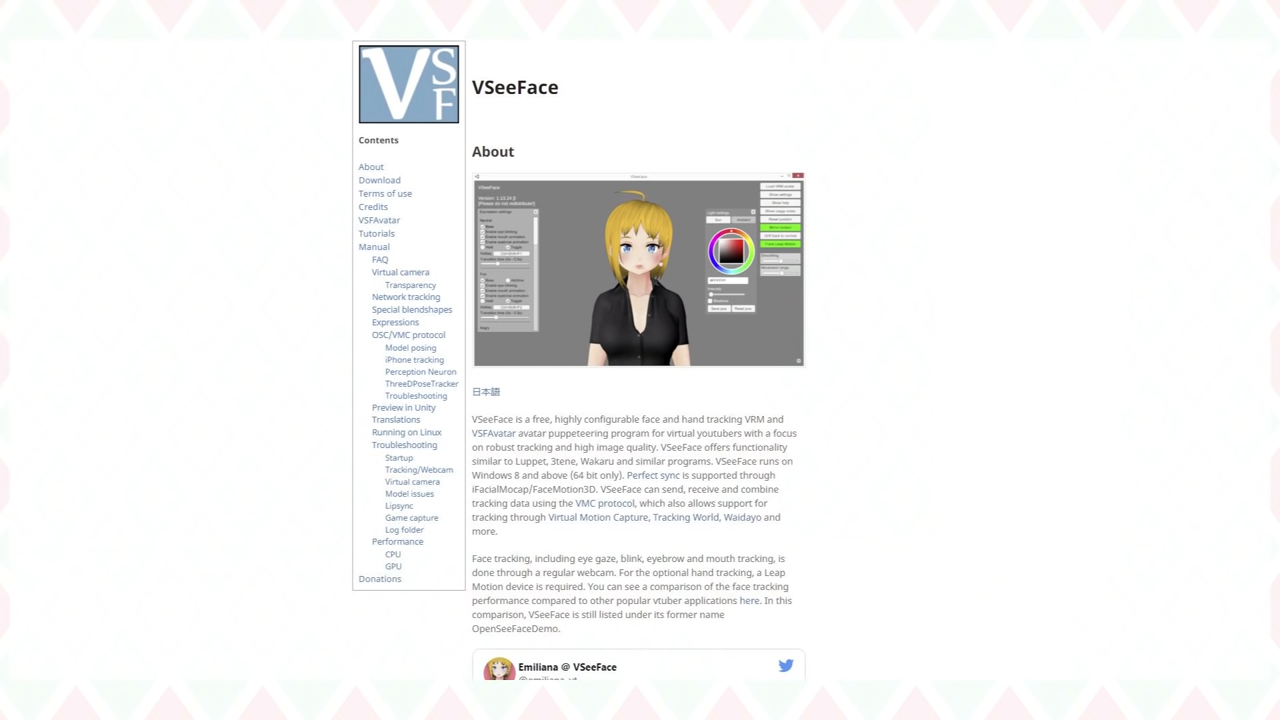 VSF
VSeeFace
Contents
About
Download
Terms of use
Credits
VSFAvatar
Tutorials
Manual
FAQ
Virtual camera
Transparency
Network tracking
Special blendshapes
Expressions
OSC/VMC protocol
Model posing
iPhone tracking
Perception Neuron
ThreeDPoseTracker
Troubleshooting
Preview in Unity
Translations
Running on Linux
Troubleshooting
Startup
Tracking/Webcam
Virtual camera
Model issues
Lipsync
Game capture
Log folder
Performance
CPU
GPU
Donations
About
VSeeFace
日本語
VSeeFace is a free, highly configurable face and hand tracking VRM and
VSFAvatar avatar puppeteering program for virtual youtubers with a focus
on robust tracking and high image quality. VSeeFace offers functionality
similar to Luppet, 3tene, Wakaru and similar programs. VSeeFace runs on
Windows 8 and above (64 bit only). Perfect sync is supported through
iFacialMocap/FaceMotion3D. VSeeFace can send, receive and combine
tracking data using the VMC protocol, which also allows support for
tracking through Virtual Motion Capture, Tracking World, Waidayo and
more.
Face tracking, including eye gaze, blink, eyebrow and mouth tracking, is
done through a regular webcam. For the optional hand tracking, a Leap
Motion device is required. You can see a comparison of the face tracking
performance compared to other popular vtuber applications here. In this
comparison, VSeeFace is still listed under its former name
OpenSeeFaceDemo.
Emiliana @ VSeeFace